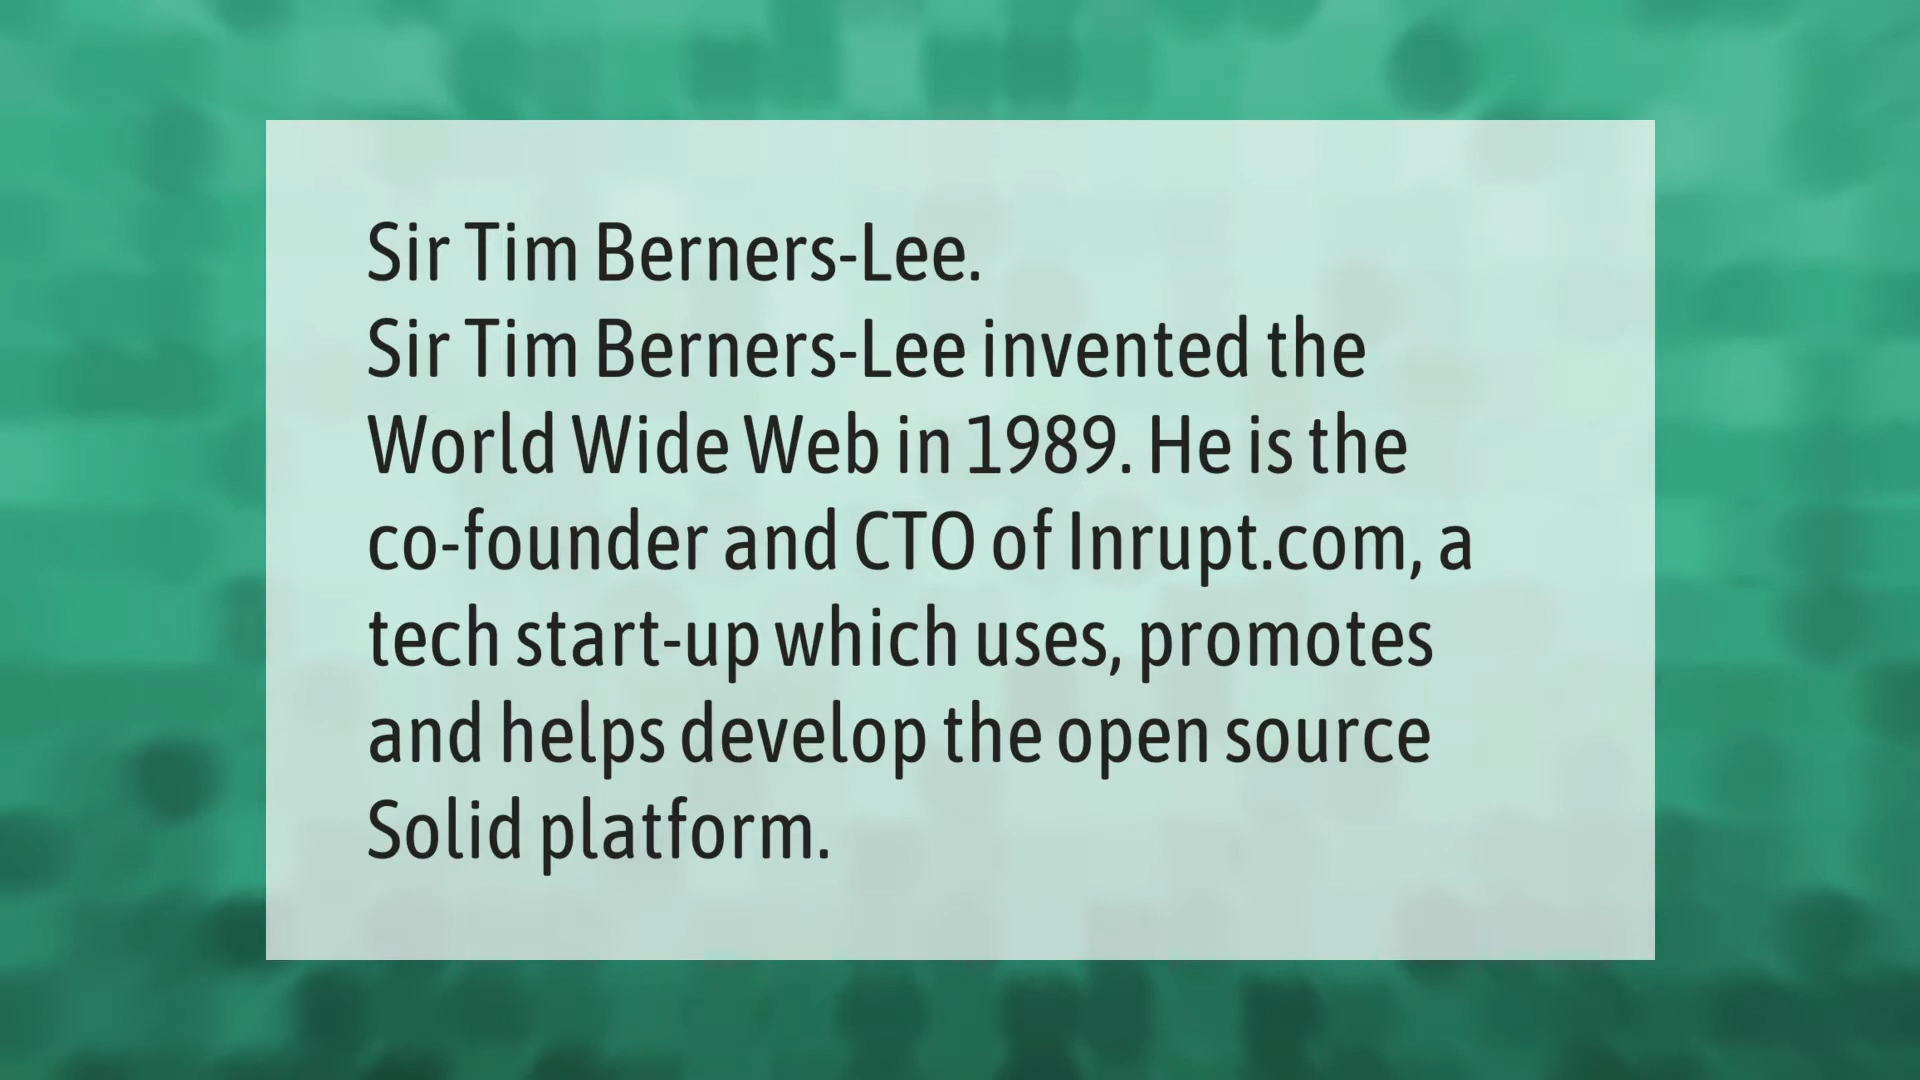 Sir Tim Berners-Lee.
Sir Tim Berners-Lee invented the
World Wide Web in 1989. He is the
co-founder and CTO of Inrupt.com, a
tech start-up which uses, promotes
and helps develop the open source
Solid platform.